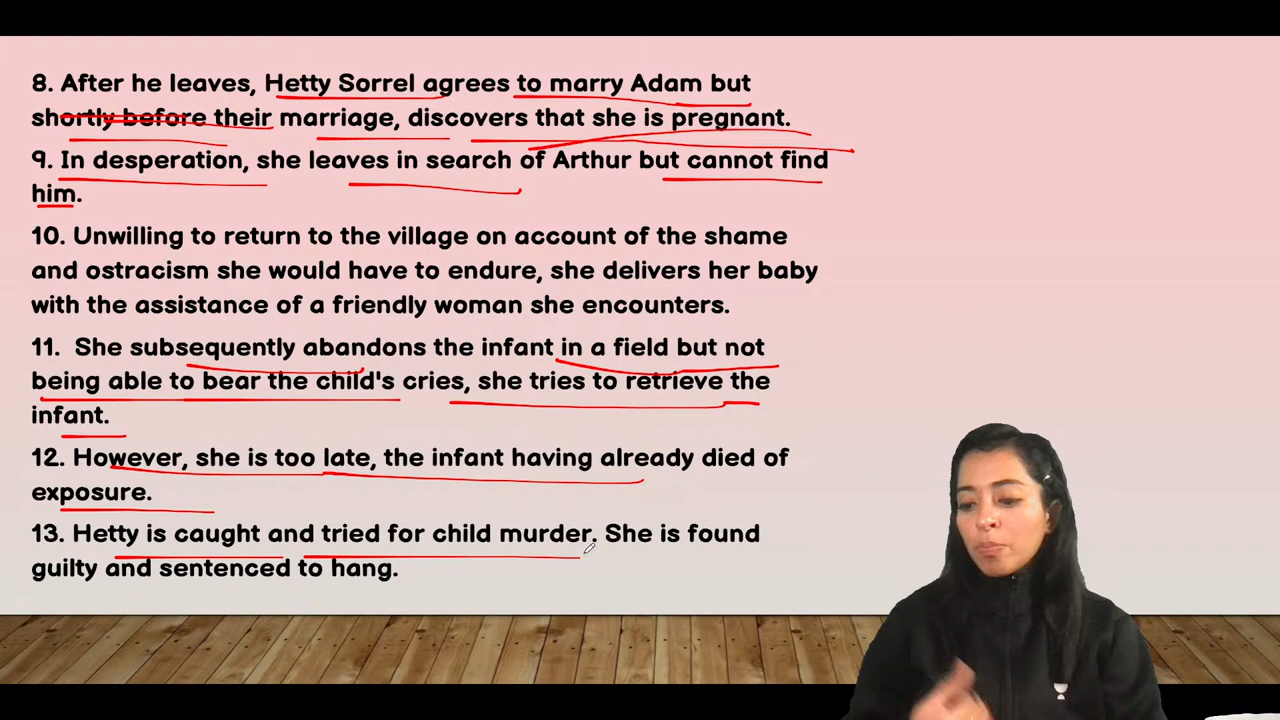 8. After he leaves, Hetty Sorrel agrees to marry Adam but
shortly before their marriage, discovers that she is pregnant.
9. In desperation, she leaves in search of Arthur but cannot find
him.
10. Unwilling to return to the village on account of the shame
and ostracism she would have to endure, she delivers her baby
with the assistance of a friendly woman she encounters.
11. She subsequently abandons the infant in a field but not
being able to bear the child's cries, she tries to retrieve the
infant.
12. However, she is too late, the infant having already died of
exposure.
13. Hetty is caught and tried for child murder. She is found
guilty and sentenced to hang.